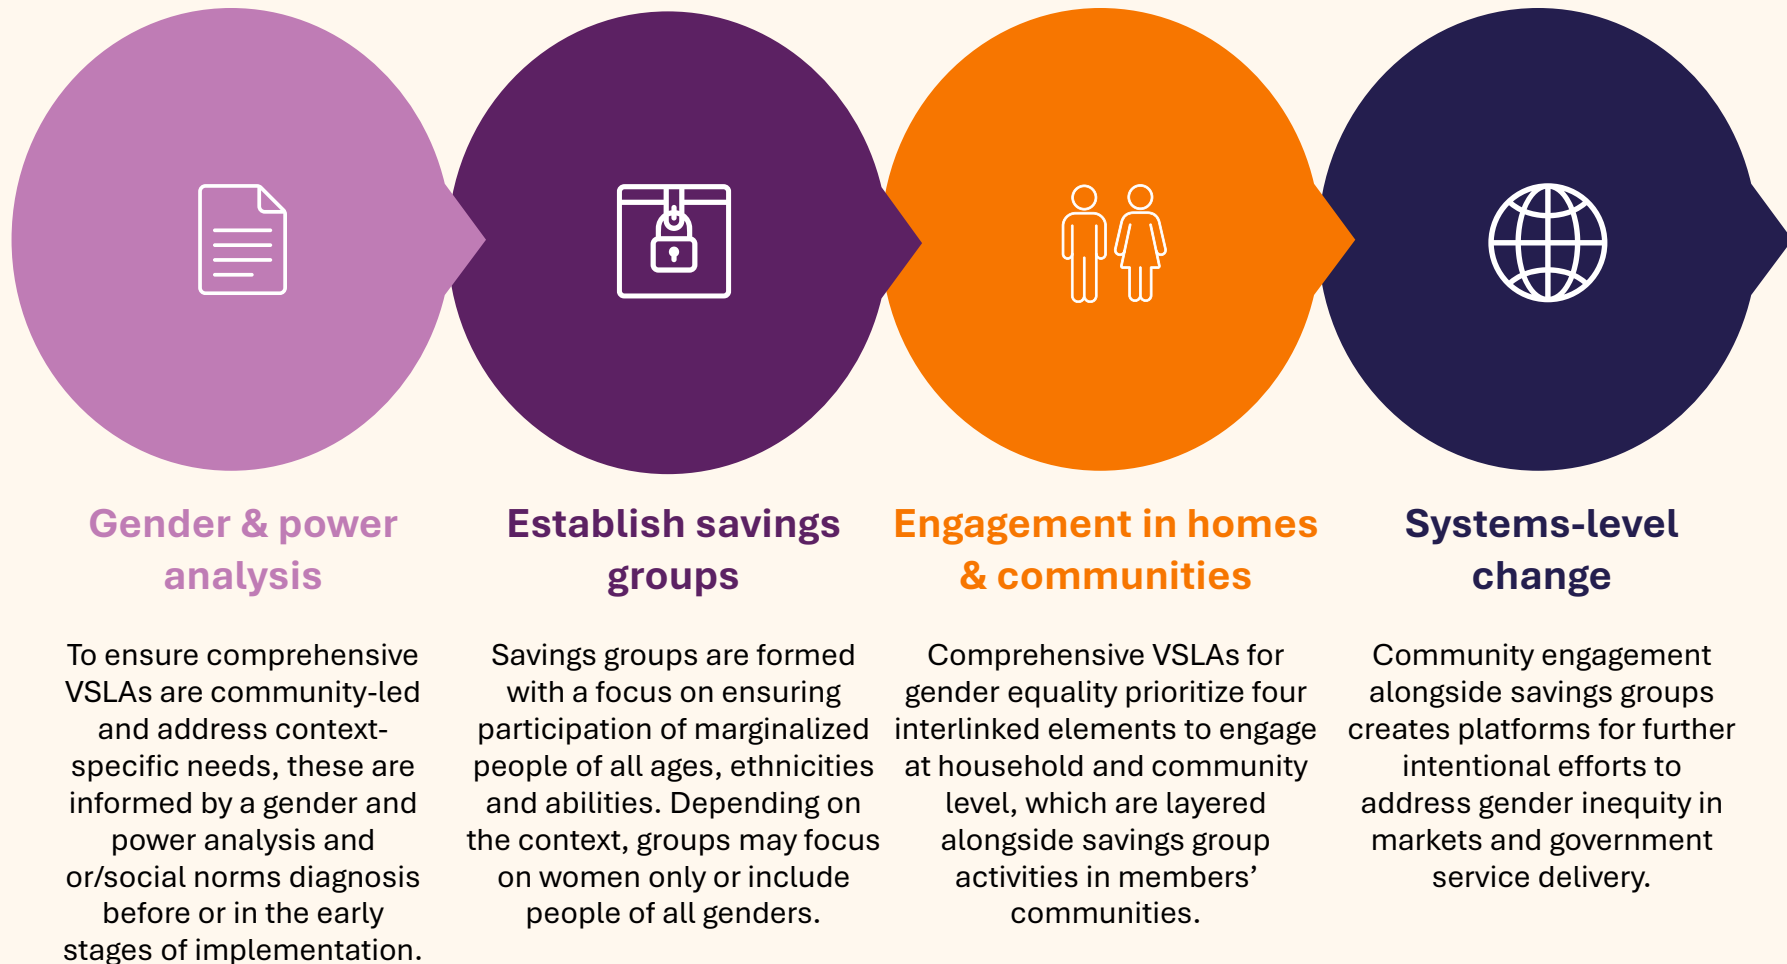 Gender & power
analysis
To ensure comprehensive
VSLAs are community-led
and address context-
specific needs, these are
informed by a gender and
power analysis and
or/social norms diagnosis
before or in the early
stages of implementation.
Establish savings
groups
Savings groups are formed
with a focus on ensuring
participation of marginalized
people of all ages, ethnicities
and abilities. Depending on
the context, groups may focus
on women only or include
people of all genders.
Engagement in homes
& communities
Comprehensive VSLAs for
gender equality prioritize four
interlinked elements to engage
at household and community
level, which are layered
alongside savings group
activities in members’
communities.
Systems-level
change
Community engagement
alongside savings groups
creates platforms for further
intentional efforts to
address gender inequity in
markets and government
service delivery.